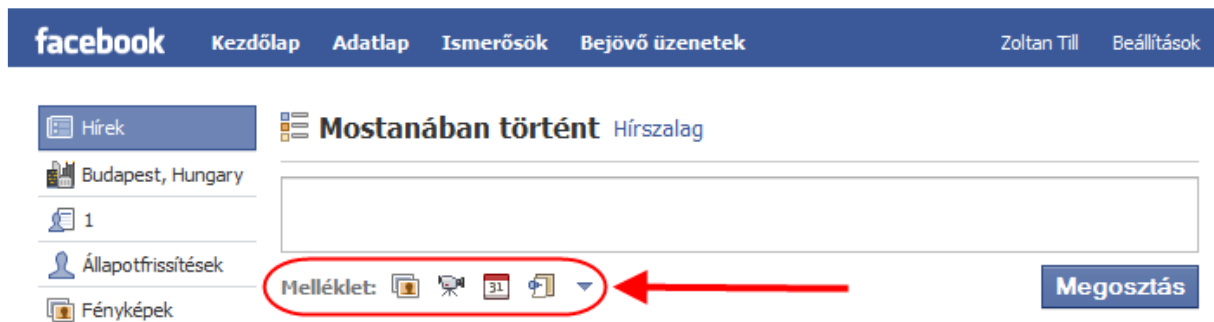 facebook Kezdőlap Adatlap Ismerősök Bejövő üzenetek Zoltan Till Beállítások
Hírek
Mostanában történt Hírszalag
Budapest, Hungary
1
Állapotfrissítések
Melléklet: 31 Megosztás
Fényképek